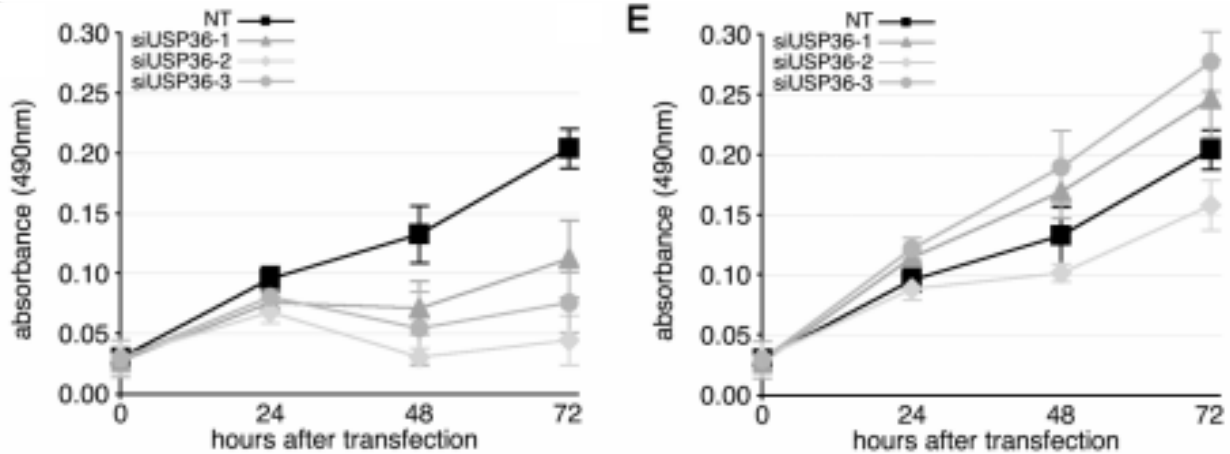 NT
siUSP36-1
siUSP36-2
siUSP36-3
0.30
0.25
0.20
0.15
0.10
0.05
0.00
absorbance (490nm)
0 24 48 72
hours after transfection
E
NT
siUSP36-1
siUSP36-2
siUSP36-3
0.30
0.25
0.20
0.15
0.10
0.05
0.00
absorbance (490nm)
0 24 48 72
hours after transfection